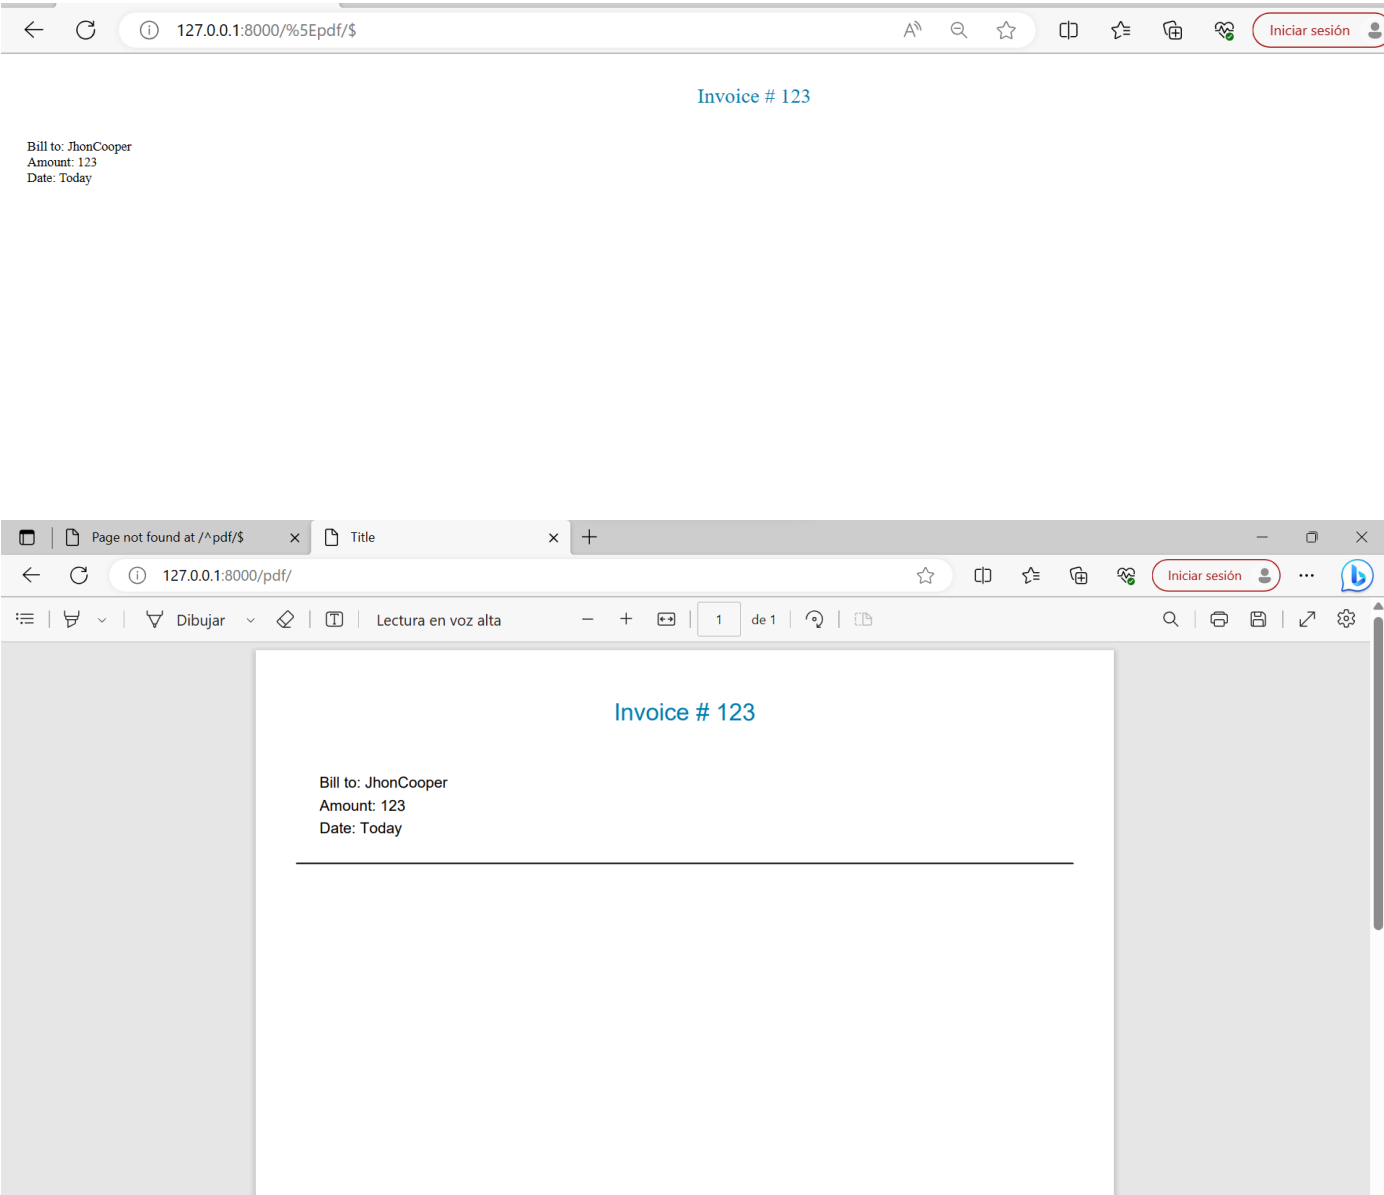 127.0.0.1:8000/%5Epdf/$
Iniciar sesión
Invoice # 123
Bill to: JhonCooper
Amount: 123
Date: Today
Page not found at /^pdf/$
Title
127.0.0.1:8000/pdf/
Iniciar sesión
Dibujar
Lectura en voz alta
1
de 1
Invoice # 123
Bill to: JhonCooper
Amount: 123
Date: Today